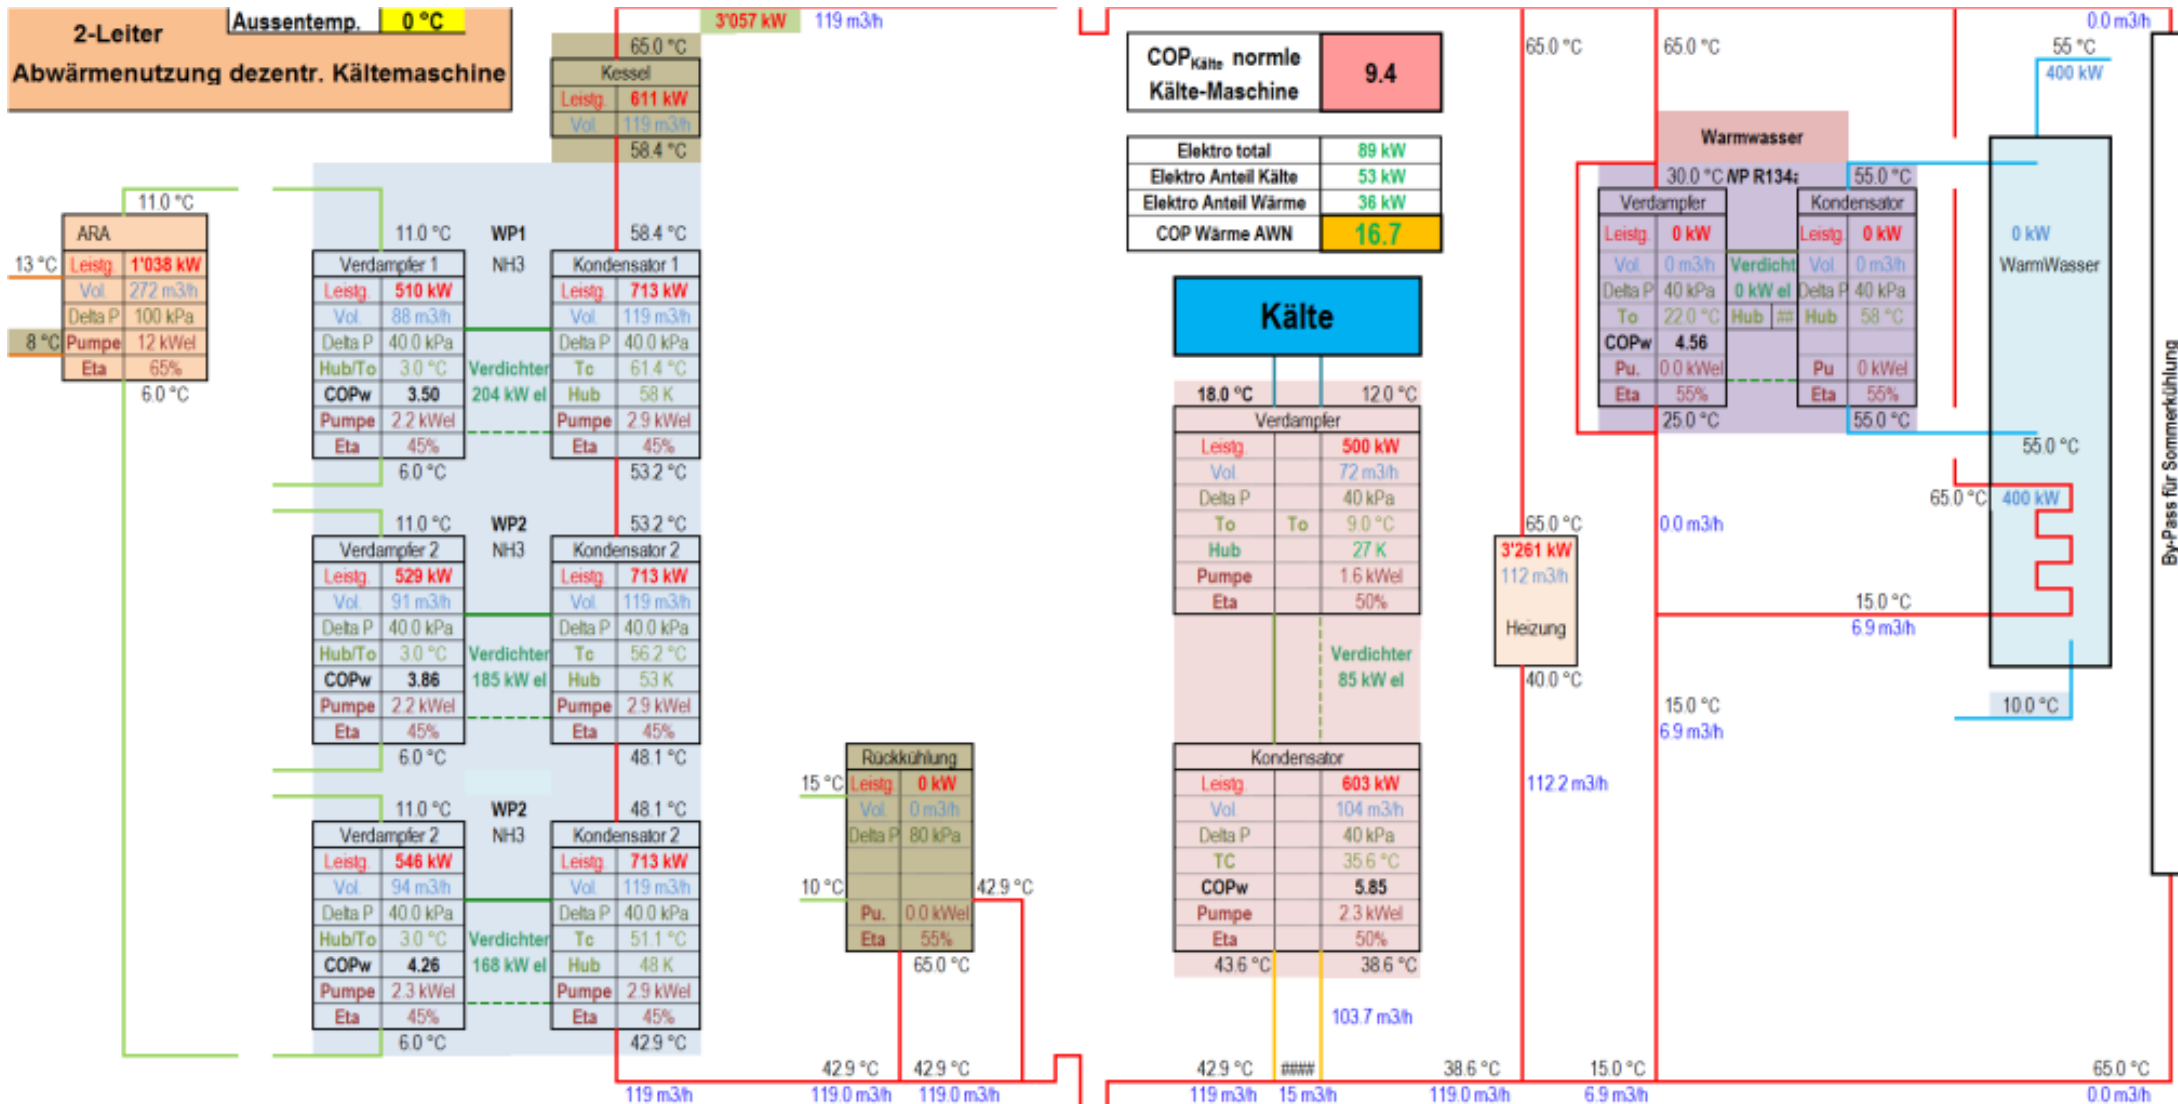 2-Leiter
Abwärmenutzung dezentr. Kältemaschine
Aussentemp. 0 °C
3'057 kW 119 m3/h
65.0 °C
Kessel
Leistg. 611 kW
Vol. 119 m3/h
58.4 °C
11.0 °C
ARA
13 °C Leistg. 1'038 kW
Vol. 272 m3/h
Delta P 100 kPa
8 °C Pumpe 12 kWel
Eta 65%
6.0 °C
11.0 °C WP1 58.4 °C
Verdampfer 1 NH3 Kondensator 1
Leistg. 510 kW Leistg. 713 kW
Vol. 88 m3/h Vol. 119 m3/h
Delta P 40.0 kPa Delta P 40.0 kPa
Hub/To 3.0 °C Verdichter Tc 61.4 °C
COPw 3.50 204 kW el Hub 58 K
Pumpe 2.2 kWel Pumpe 2.9 kWel
Eta 45% Eta 45%
6.0 °C 53.2 °C
11.0 °C WP2 53.2 °C
Verdampfer 2 NH3 Kondensator 2
Leistg. 529 kW Leistg. 713 kW
Vol. 91 m3/h Vol. 119 m3/h
Delta P 40.0 kPa Delta P 40.0 kPa
Hub/To 3.0 °C Verdichter Tc 56.2 °C
COPw 3.86 185 kW el Hub 53 K
Pumpe 2.2 kWel Pumpe 2.9 kWel
Eta 45% Eta 45%
6.0 °C 48.1 °C
11.0 °C WP2 48.1 °C
Verdampfer 2 NH3 Kondensator 2
Leistg. 546 kW Leistg. 713 kW
Vol. 94 m3/h Vol. 119 m3/h
Delta P 40.0 kPa Delta P 40.0 kPa
Hub/To 3.0 °C Verdichter Tc 51.1 °C
COPw 4.26 168 kW el Hub 48 K
Pumpe 2.3 kWel Pumpe 2.9 kWel
Eta 45% Eta 45%
6.0 °C 42.9 °C
119 m3/h
Rückkühlung
15 °C Leistg. 0 kW
Vol. 0 m3/h
Delta P 80 kPa
10 °C 42.9 °C
Pu. 0.0 kWel
Eta 55%
65.0 °C
42.9 °C 42.9 °C
119.0 m3/h 119.0 m3/h
COPKälte normle
Kälte-Maschine 9.4
Elektro total 89 kW
Elektro Anteil Kälte 53 kW
Elektro Anteil Wärme 36 kW
COP Wärme AWN 16.7
Kälte
18.0 °C 12.0 °C
Verdampfer
Leistg. 500 kW
Vol. 72 m3/h
Delta P 40 kPa
To To 9.0 °C
Hub 27 K
Pumpe 1.6 kWel
Eta 50%
Verdichter
85 kW el
Kondensator
Leistg. 603 kW
Vol. 104 m3/h
Delta P 40 kPa
TC 35.6 °C
COPw 5.85
Pumpe 2.3 kWel
Eta 50%
43.6 °C 38.6 °C
103.7 m3/h
42.9 °C #### 38.6 °C
119 m3/h 15 m3/h 119.0 m3/h
65.0 °C
65.0 °C
3'261 kW
112 m3/h
Heizung
40.0 °C
112.2 m3/h
65.0 °C
Warmwasser
30.0 °C WP R134a 55.0 °C
Verdampfer Kondensator
Leistg. 0 kW Leistg. 0 kW
Vol. 0 m3/h Verdicht Vol. 0 m3/h
Delta P 40 kPa 0 kW el Delta P 40 kPa
To 22.0 °C Hub ## Hub 58 °C
COPw 4.56
Pu. 0.0 kWel Pu 0 kWel
Eta 55% Eta 55%
25.0 °C 55.0 °C
0.0 m3/h
0.0 m3/h
55 °C
400 kW
0 kW
WarmWasser
55.0 °C
65.0 °C 400 kW
15.0 °C
6.9 m3/h
10.0 °C
15.0 °C
6.9 m3/h
15.0 °C
6.9 m3/h
65.0 °C
0.0 m3/h
By-Pass für Sommerkühlung